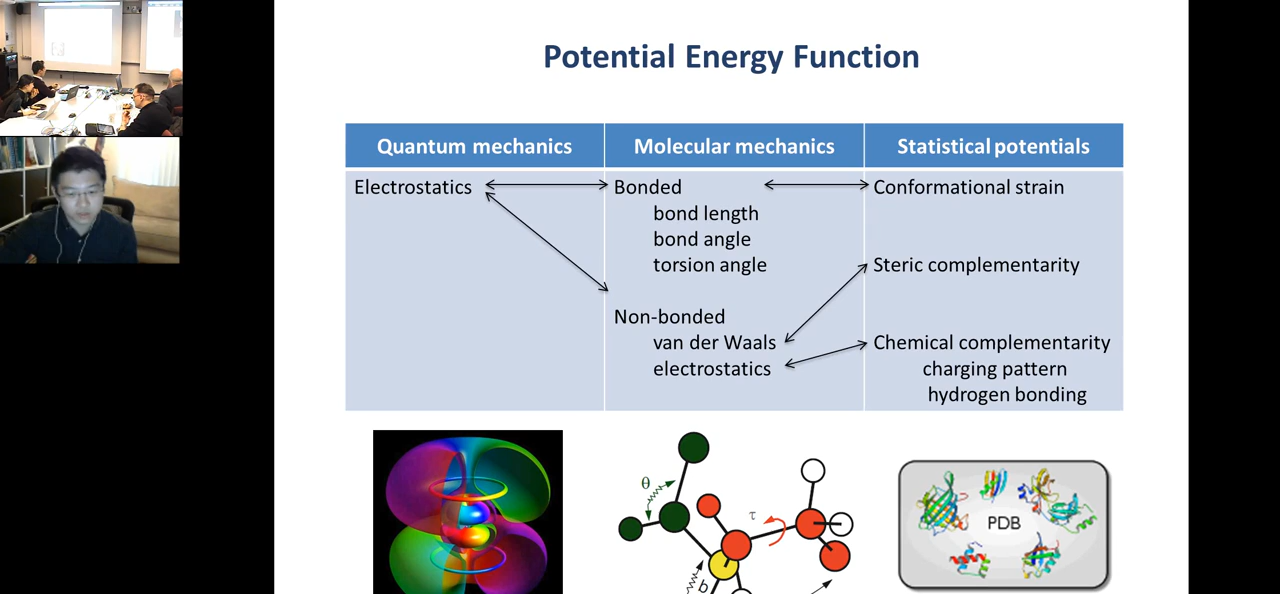 Potential Energy Function
Quantum mechanics
Molecular mechanics
Statistical potentials
Electrostatics
Bonded
Conformational strain
bond length
bond angle
torsion angle
Steric complementarity
Non-bonded
van der Waals
Chemical complementarity
electrostatics
charging pattern
hydrogen bonding
θ
τ
PDB
b